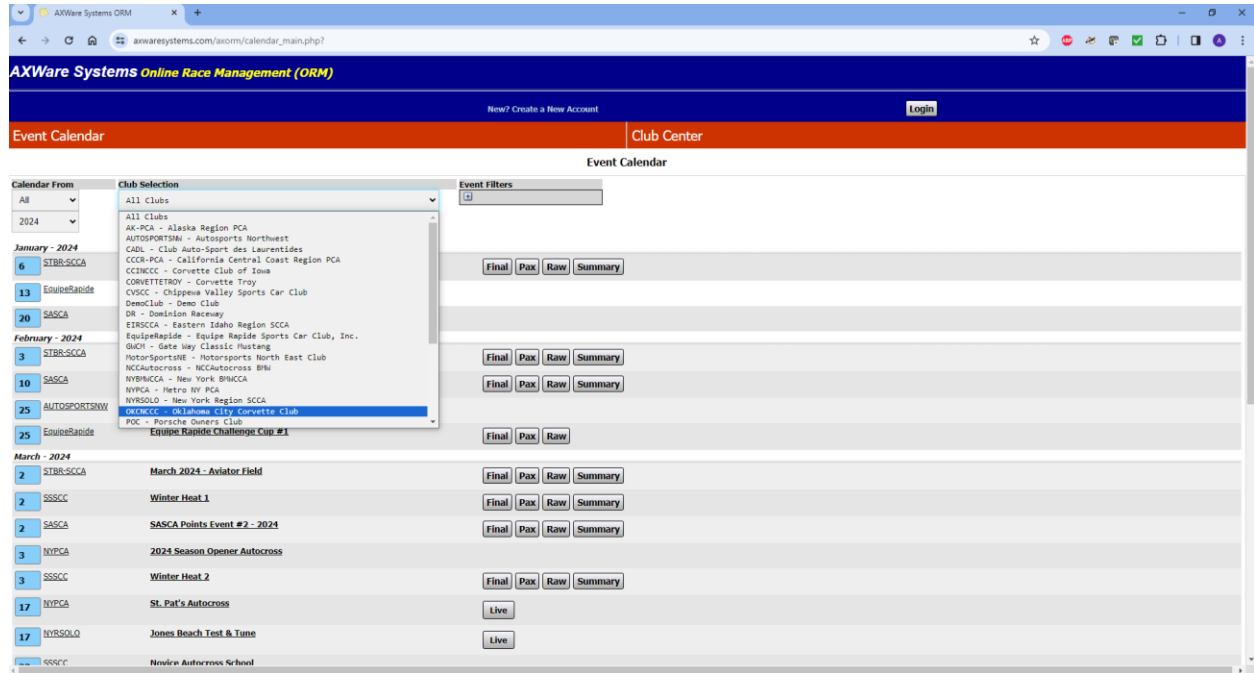 AXWare Systems ORM
axwaresystems.com/axorm/calendar_main.php?
AXWare Systems Online Race Management (ORM)
New? Create a New Account
Login
Event Calendar
Club Center
Event Calendar
Calendar From Club Selection Event Filters
All
All Clubs
2024
All Clubs
AK-PCA - Alaska Region PCA
AUTOSPORTSNW - Autosports Northwest
CADL - Club Auto-Sport des Laurentides
CCCR-PCA - California Central Coast Region PCA
CCINCCC - Corvette Club of Iowa
CORVETTETROY - Corvette Troy
CVSCC - Chippewa Valley Sports Car Club
DemoClub - Demo Club
DR - Dominion Raceway
EIRSCCA - Eastern Idaho Region SCCA
EquipeRapide - Equipe Rapide Sports Car Club, Inc.
GWCM - Gate Way Classic Mustang
MotorSportsNE - Motorsports North East Club
NCCAutocross - NCCAutocross BMW
NYBMWCCA - New York BMWCCA
NYPCA - Metro NY PCA
NYRSOLO - New York Region SCCA
OKCNCCC - Oklahoma City Corvette Club
POC - Porsche Owners Club
January - 2024
6 STBR-SCCA Final Pax Raw Summary
13 EquipeRapide
20 SASCA
February - 2024
3 STBR-SCCA Final Pax Raw Summary
10 SASCA Final Pax Raw Summary
25 AUTOSPORTSNW
25 EquipeRapide Equipe Rapide Challenge Cup #1 Final Pax Raw
March - 2024
2 STBR-SCCA March 2024 - Aviator Field Final Pax Raw Summary
2 SSSCC Winter Heat 1 Final Pax Raw Summary
2 SASCA SASCA Points Event #2 - 2024 Final Pax Raw Summary
3 NYPCA 2024 Season Opener Autocross
3 SSSCC Winter Heat 2 Final Pax Raw Summary
17 NYPCA St. Pat's Autocross Live
17 NYRSOLO Jones Beach Test & Tune Live
SSSCC Novice Autocross School